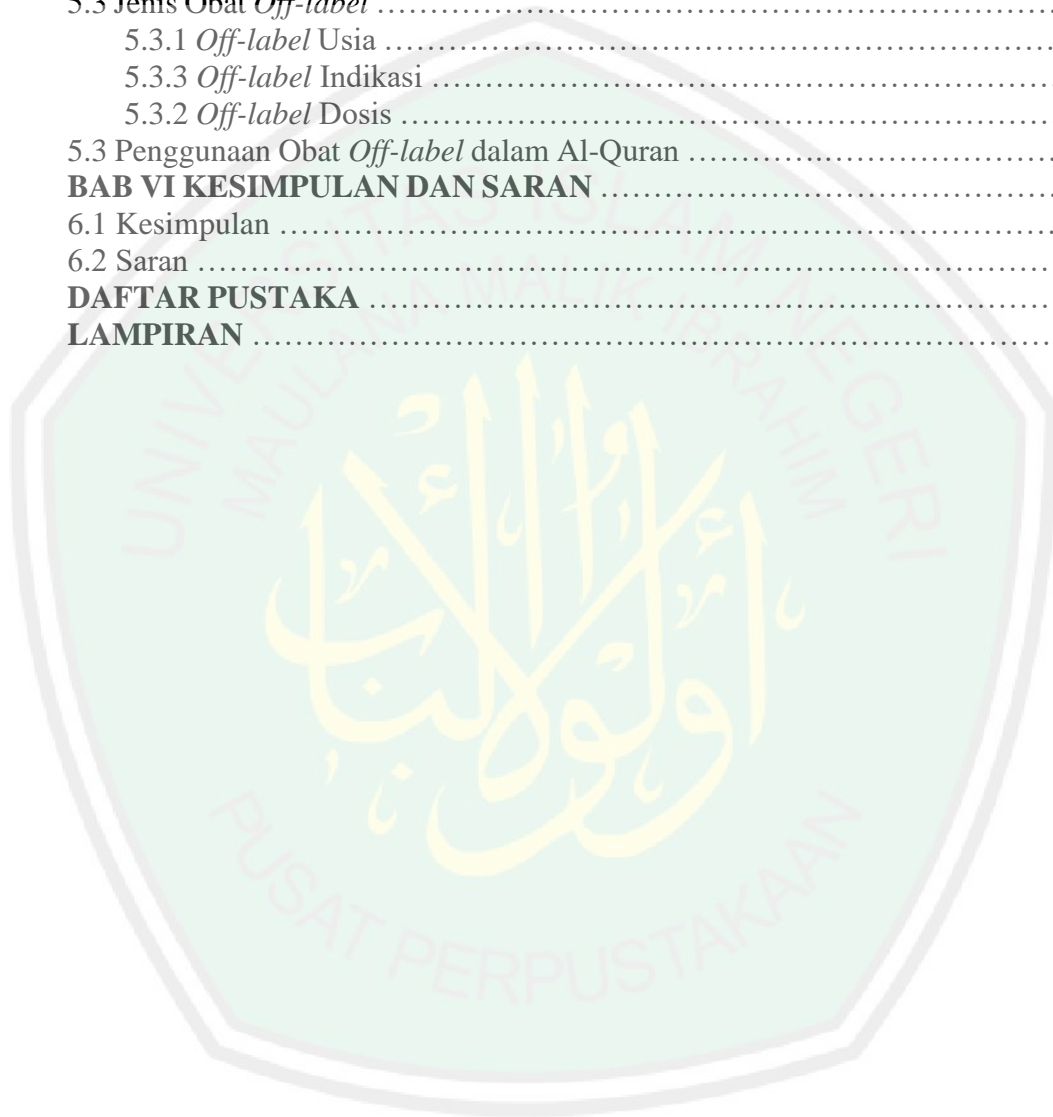 5.3 Jenis Obat Off-label ........................................................
5.3.1 Off-label Usia ........................................................
5.3.3 Off-label Indikasi ........................................................
5.3.2 Off-label Dosis ........................................................
5.3 Penggunaan Obat Off-label dalam Al-Quran ........................................................
BAB VI KESIMPULAN DAN SARAN ........................................................
6.1 Kesimpulan ........................................................
6.2 Saran ........................................................
DAFTAR PUSTAKA ........................................................
LAMPIRAN ........................................................
UNIVERSITAS ISLAM NEGERI
MAULANA MALIK IBRAHIM
أولوا الألباب
PUSAT PERPUSTAKAAN